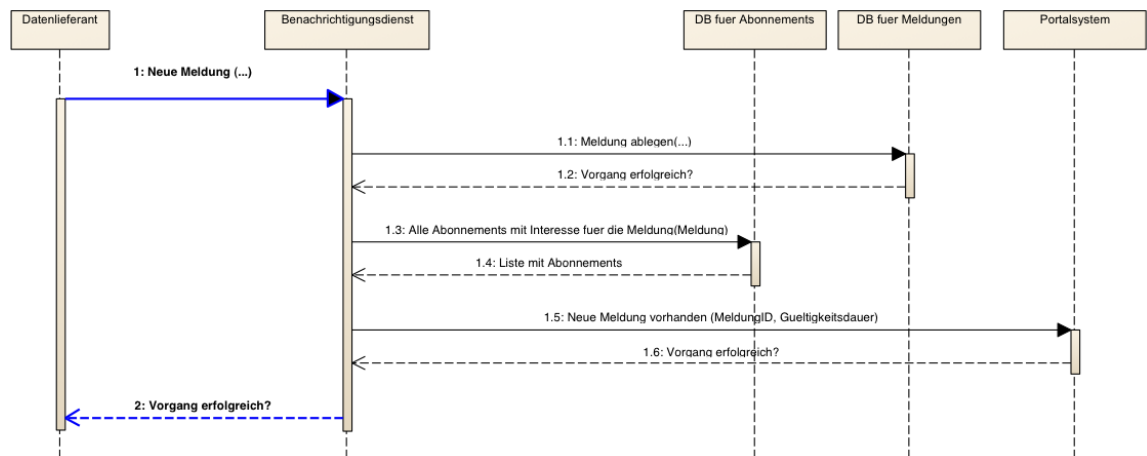 Datenlieferant
Benachrichtigungsdienst
DB fuer Abonnements
DB fuer Meldungen
Portalsystem
1: Neue Meldung (...)
1.1: Meldung ablegen(...)
1.2: Vorgang erfolgreich?
1.3: Alle Abonnements mit Interesse fuer die Meldung(Meldung)
1.4: Liste mit Abonnements
1.5: Neue Meldung vorhanden (MeldungID, Gueltigkeitsdauer)
1.6: Vorgang erfolgreich?
2: Vorgang erfolgreich?